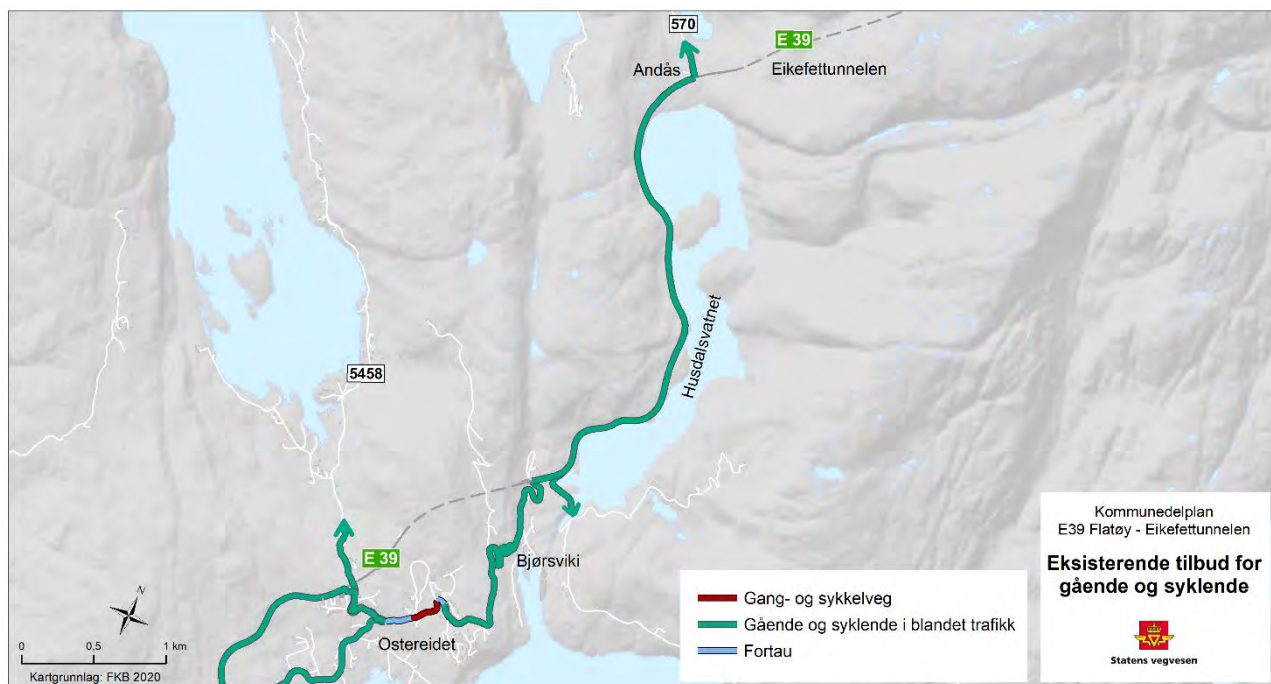 570
E 39
Andås
Eikefettunnelen
Husdalsvatnet
5458
E 39
Bjørsviki
Ostereidet
N
0 0,5 1 km
Kartgrunnlag: FKB 2020
Gang- og sykkelveg
Gående og syklende i blandet trafikk
Fortau
Kommunedelplan
E39 Flatøy - Eikefettunnelen
Eksisterende tilbud for
gående og syklende
Statens vegvesen